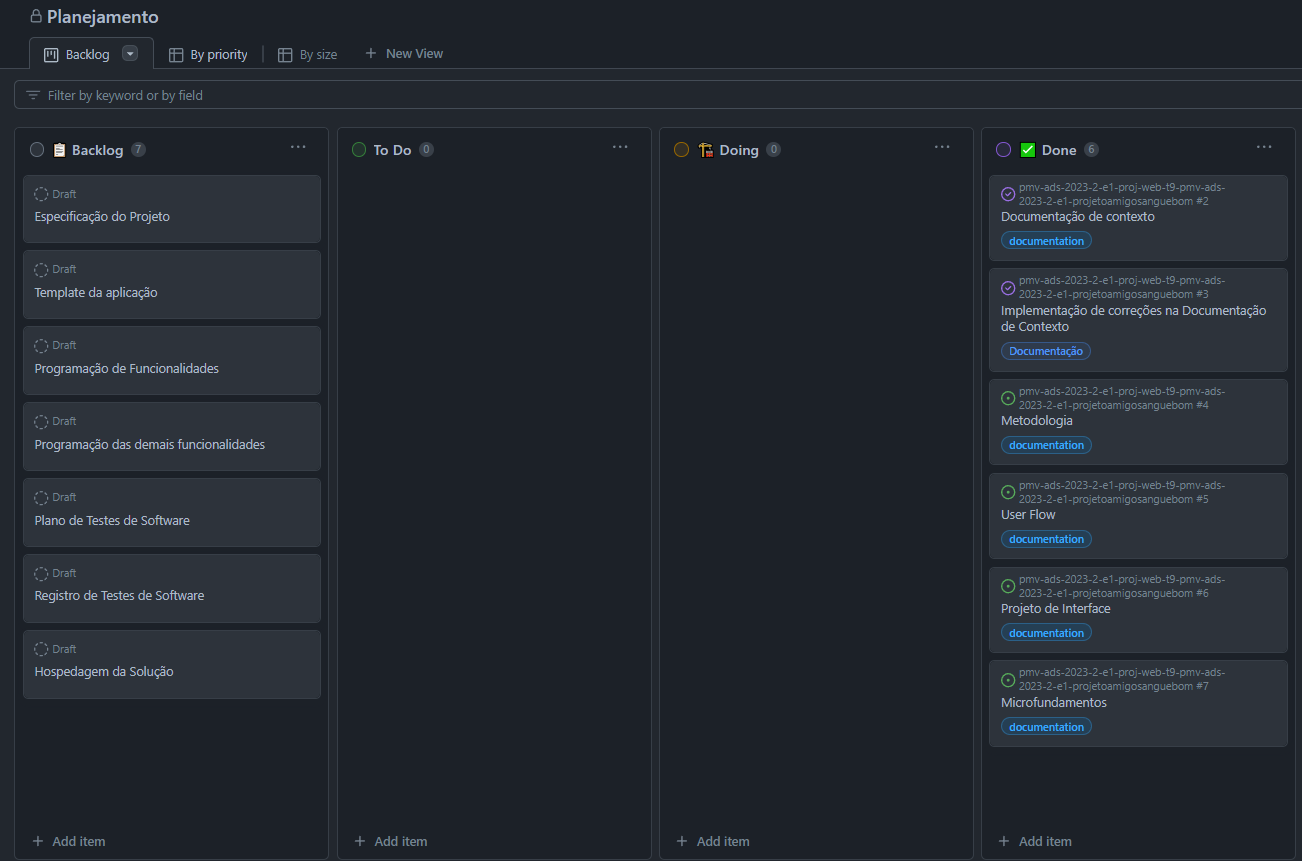 Planejamento
Backlog
By priority
By size
New View
Filter by keyword or by field
Backlog 7
Draft
Especificação do Projeto
Draft
Template da aplicação
Draft
Programação de Funcionalidades
Draft
Programação das demais funcionalidades
Draft
Plano de Testes de Software
Draft
Registro de Testes de Software
Draft
Hospedagem da Solução
Add item
To Do 0
Add item
Doing 0
Add item
Done 6
pmv-ads-2023-2-e1-proj-web-t9-pmv-ads-
2023-2-e1-projetoamigosanguebom #2
Documentação de contexto
documentation
pmv-ads-2023-2-e1-proj-web-t9-pmv-ads-
2023-2-e1-projetoamigosanguebom #3
Implementação de correções na Documentação
de Contexto
Documentação
pmv-ads-2023-2-e1-proj-web-t9-pmv-ads-
2023-2-e1-projetoamigosanguebom #4
Metodologia
documentation
pmv-ads-2023-2-e1-proj-web-t9-pmv-ads-
2023-2-e1-projetoamigosanguebom #5
User Flow
documentation
pmv-ads-2023-2-e1-proj-web-t9-pmv-ads-
2023-2-e1-projetoamigosanguebom #6
Projeto de Interface
documentation
pmv-ads-2023-2-e1-proj-web-t9-pmv-ads-
2023-2-e1-projetoamigosanguebom #7
Microfundamentos
documentation
Add item